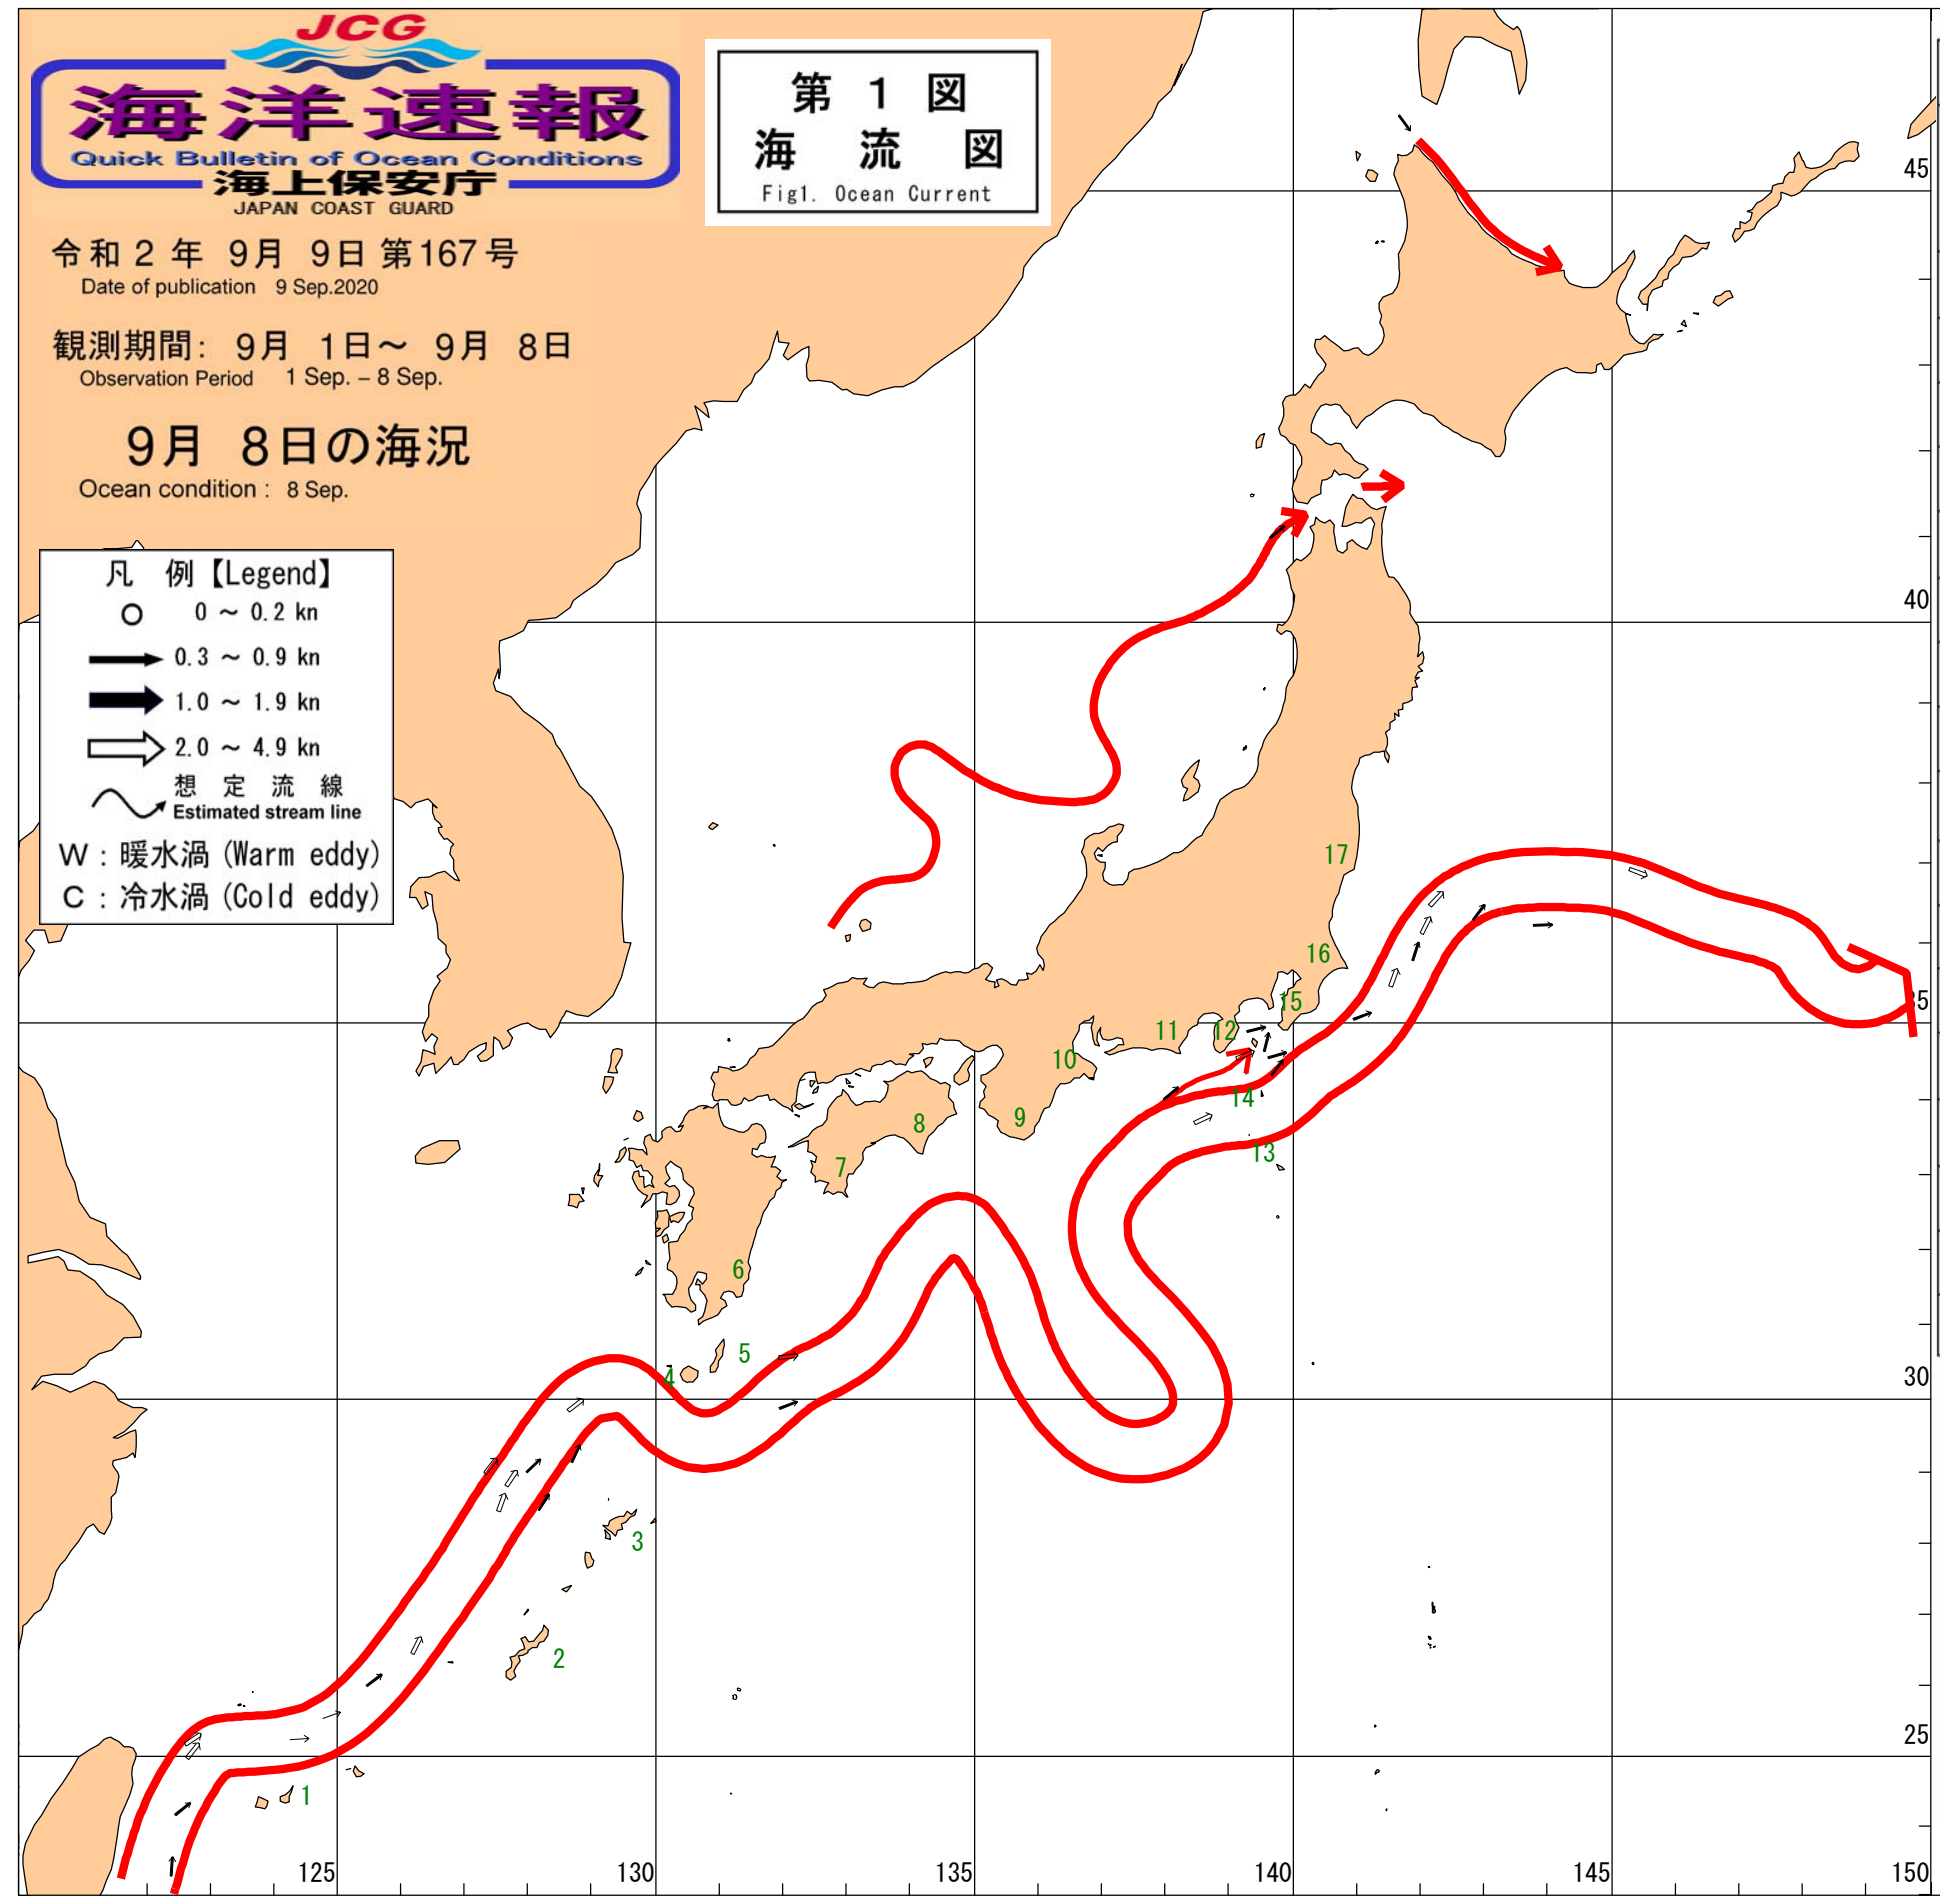 JCG
海洋速報
Quick Bulletin of Ocean Conditions
海上保安庁
JAPAN COAST GUARD
令和 2 年 9月 9日 第167号
Date of publication 9 Sep.2020
観測期間: 9月 1日～ 9月 8日
Observation Period 1 Sep. – 8 Sep.
9月 8日の海況
Ocean condition : 8 Sep.
第 1 図
海 流 図
Fig1. Ocean Current
凡 例【Legend】
0 ～ 0.2 kn
0.3 ～ 0.9 kn
1.0 ～ 1.9 kn
2.0 ～ 4.9 kn
想 定 流 線
Estimated stream line
W : 暖水渦 (Warm eddy)
C : 冷水渦 (Cold eddy)
45
40
17
16
15
35
12
11
10
14
9
8
13
7
6
5
4
30
3
2
25
1
125
130
135
140
145
150